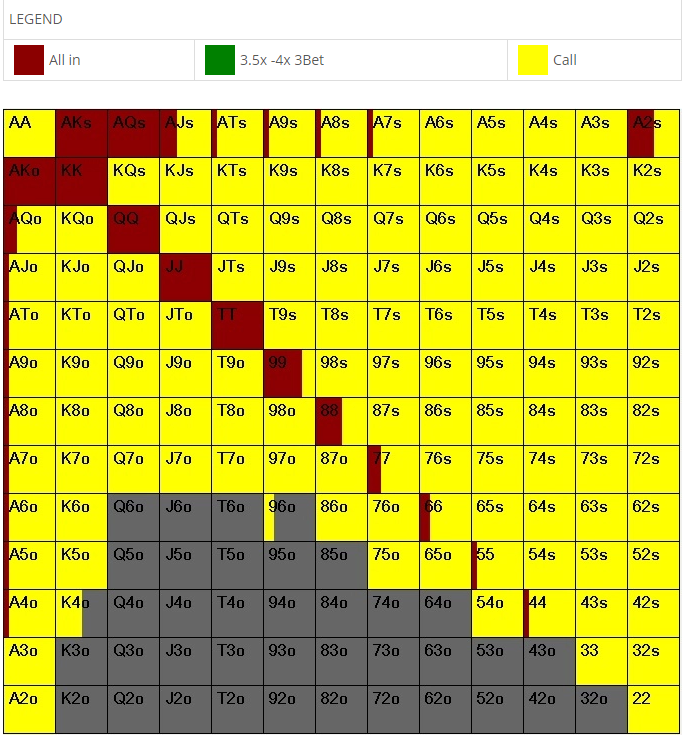 LEGEND
All in 3.5x -4x 3Bet Call
AA AKs AQs AJs ATs A9s A8s A7s A6s A5s A4s A3s A2s
AKo KK KQs KJs KTs K9s K8s K7s K6s K5s K4s K3s K2s
AQo KQo QQ QJs QTs Q9s Q8s Q7s Q6s Q5s Q4s Q3s Q2s
AJo KJo QJo JJ JTs J9s J8s J7s J6s J5s J4s J3s J2s
ATo KTo QTo JTo TT T9s T8s T7s T6s T5s T4s T3s T2s
A9o K9o Q9o J9o T9o 99 98s 97s 96s 95s 94s 93s 92s
A8o K8o Q8o J8o T8o 98o 88 87s 86s 85s 84s 83s 82s
A7o K7o Q7o J7o T7o 97o 87o 77 76s 75s 74s 73s 72s
A6o K6o Q6o J6o T6o 96o 86o 76o 66 65s 64s 63s 62s
A5o K5o Q5o J5o T5o 95o 85o 75o 65o 55 54s 53s 52s
A4o K4o Q4o J4o T4o 94o 84o 74o 64o 54o 44 43s 42s
A3o K3o Q3o J3o T3o 93o 83o 73o 63o 53o 43o 33 32s
A2o K2o Q2o J2o T2o 92o 82o 72o 62o 52o 42o 32o 22